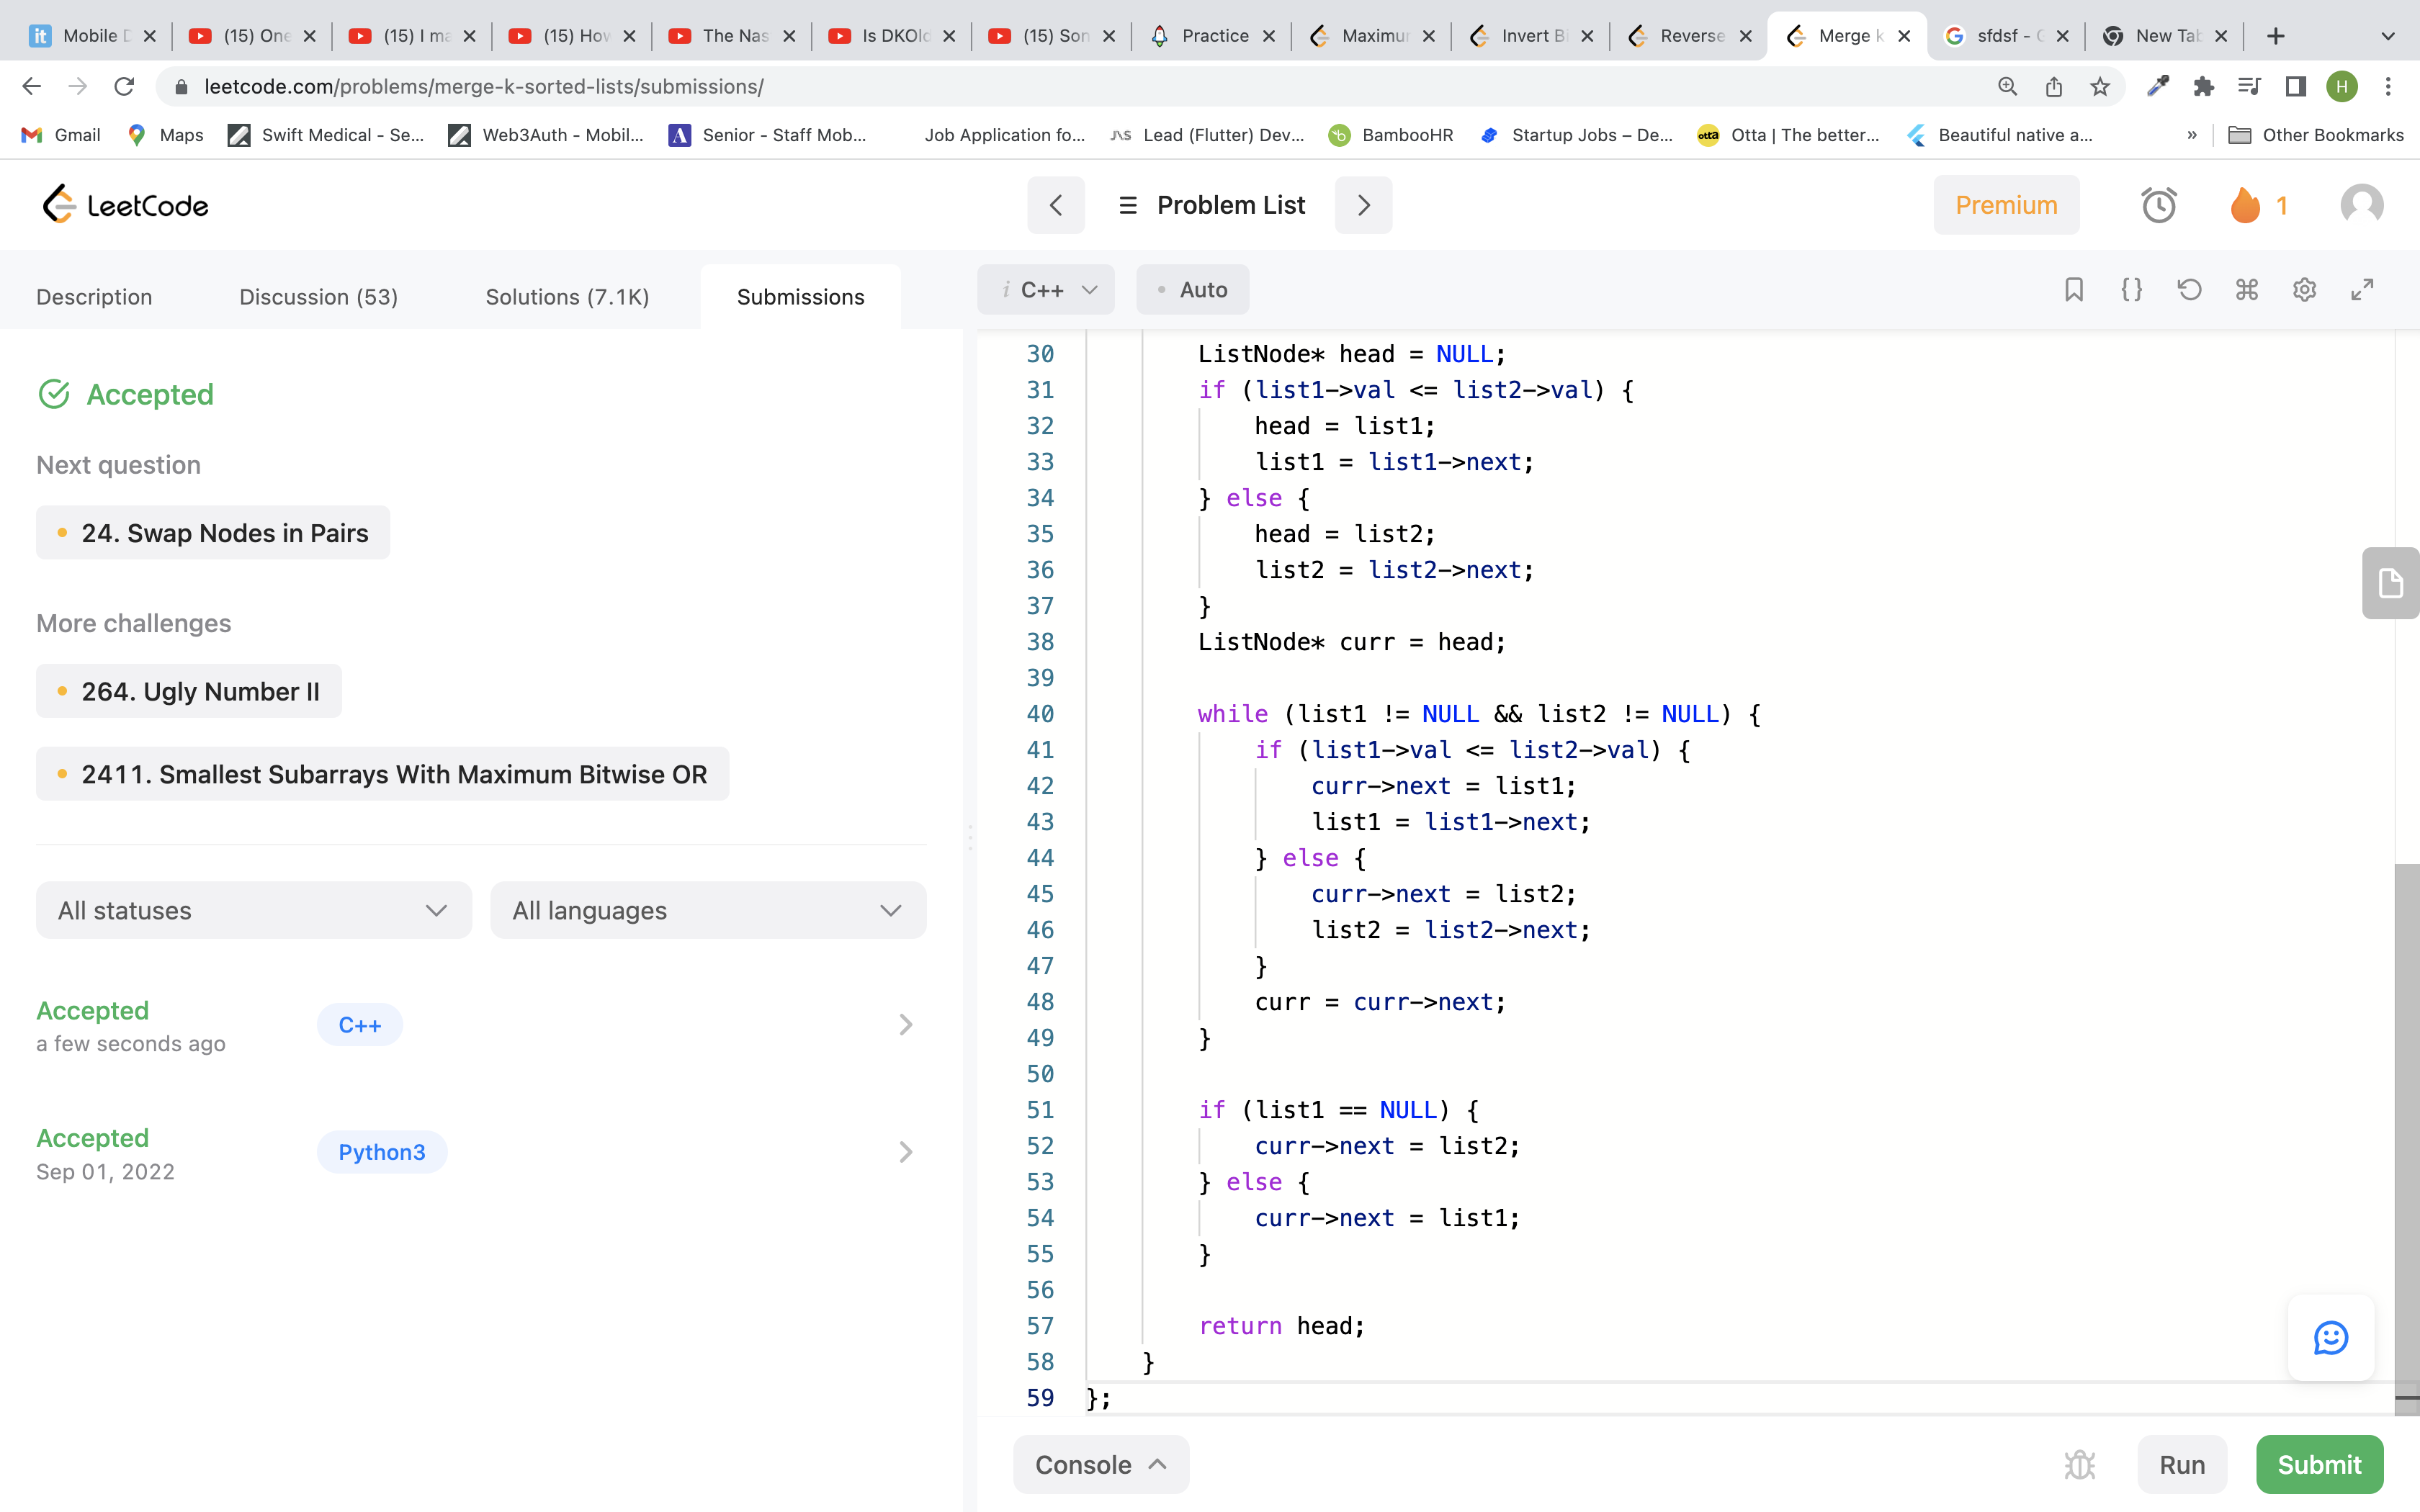 Mobile D
(15) One
(15) I ma
(15) How
The Nas
Is DKOld
(15) Son
Practice
Maximur
Invert Bi
Reverse
Merge k
sfdsf - G
New Tab
leetcode.com/problems/merge-k-sorted-lists/submissions/
H
Gmail
Maps
Swift Medical - Se...
Web3Auth - Mobil...
Senior - Staff Mob...
Job Application fo...
Lead (Flutter) Dev...
BambooHR
Startup Jobs – De...
Otta | The better...
Beautiful native a...
»
Other Bookmarks
LeetCode
Problem List
Premium
1
Description
Discussion (53)
Solutions (7.1K)
Submissions
i C++
Auto
Accepted
Next question
24. Swap Nodes in Pairs
More challenges
264. Ugly Number II
2411. Smallest Subarrays With Maximum Bitwise OR
All statuses
All languages
Accepted
a few seconds ago
C++
Accepted
Sep 01, 2022
Python3
30 ListNode* head = NULL;
31 if (list1->val <= list2->val) {
32 head = list1;
33 list1 = list1->next;
34 } else {
35 head = list2;
36 list2 = list2->next;
37 }
38 ListNode* curr = head;
39
40 while (list1 != NULL && list2 != NULL) {
41 if (list1->val <= list2->val) {
42 curr->next = list1;
43 list1 = list1->next;
44 } else {
45 curr->next = list2;
46 list2 = list2->next;
47 }
48 curr = curr->next;
49 }
50
51 if (list1 == NULL) {
52 curr->next = list2;
53 } else {
54 curr->next = list1;
55 }
56
57 return head;
58 }
59 };
Console
Run
Submit